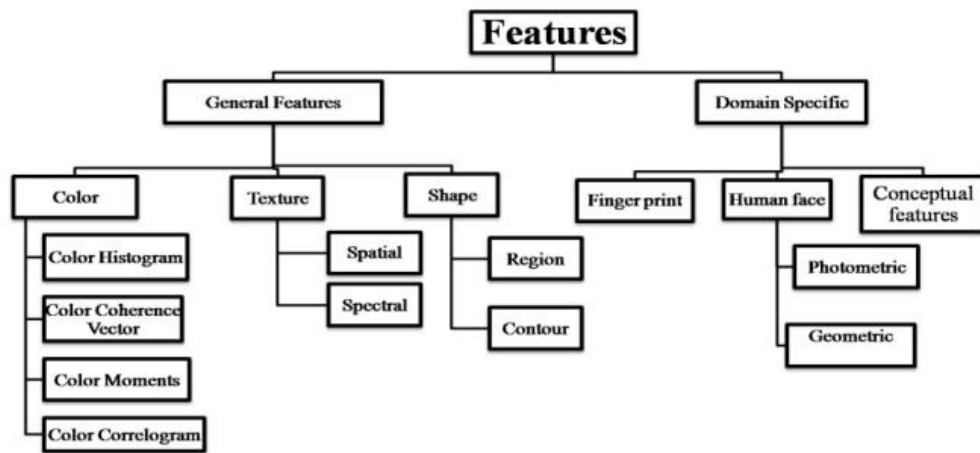 Features
General Features
Domain Specific
Color
Texture
Shape
Finger print
Human face
Conceptual
features
Color Histogram
Color Coherence
Vector
Color Moments
Color Correlogram
Spatial
Spectral
Region
Contour
Photometric
Geometric